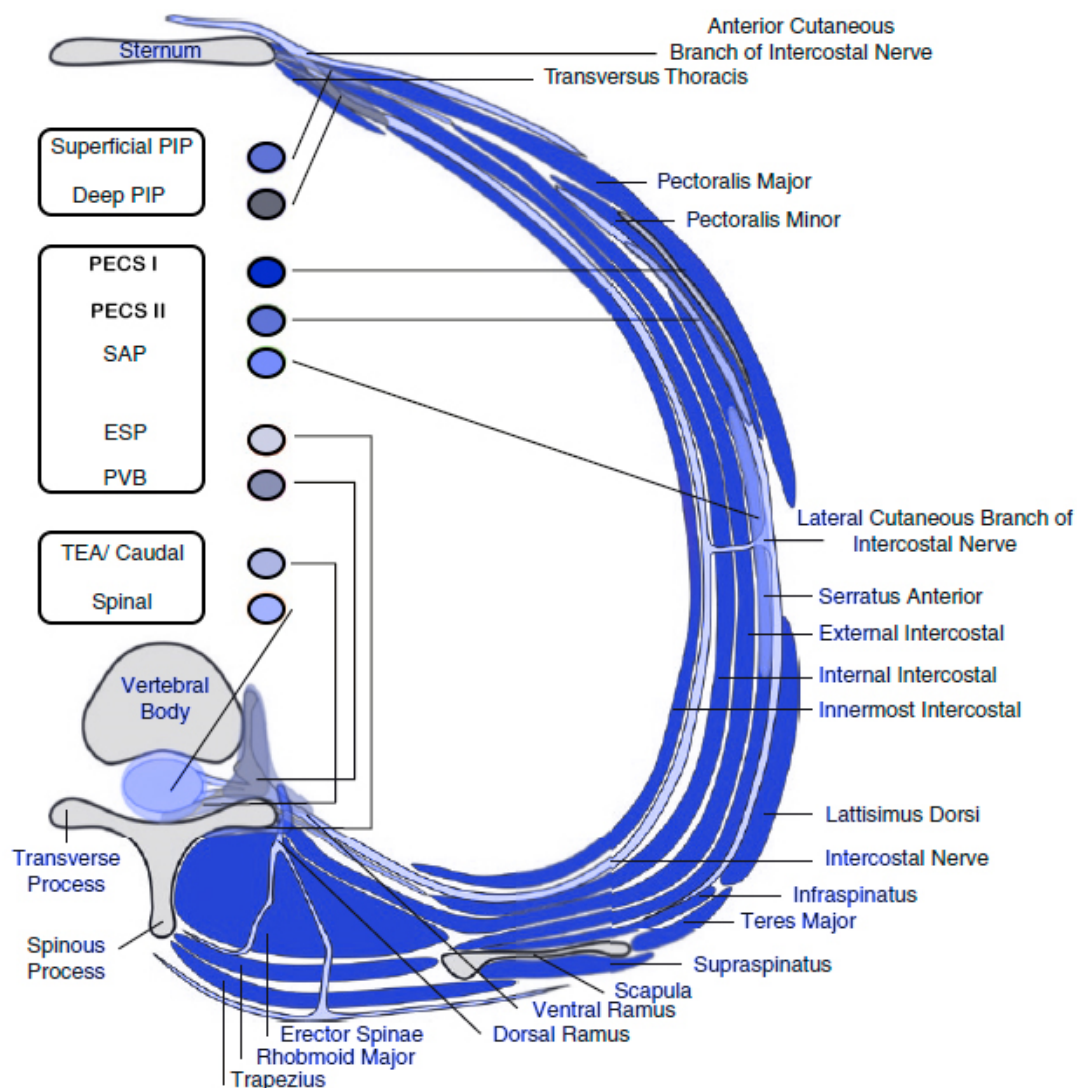 Sternum
Anterior Cutaneous
Branch of Intercostal Nerve
Transversus Thoracis
Superficial PIP
Deep PIP
Pectoralis Major
Pectoralis Minor
PECS I
PECS II
SAP
ESP
PVB
Lateral Cutaneous Branch of
Intercostal Nerve
TEA/ Caudal
Spinal
Serratus Anterior
External Intercostal
Internal Intercostal
Innermost Intercostal
Vertebral
Body
Lattisimus Dorsi
Transverse
Process
Intercostal Nerve
Infraspinatus
Teres Major
Spinous
Process
Supraspinatus
Scapula
Ventral Ramus
Dorsal Ramus
Erector Spinae
Rhobmoid Major
Trapezius